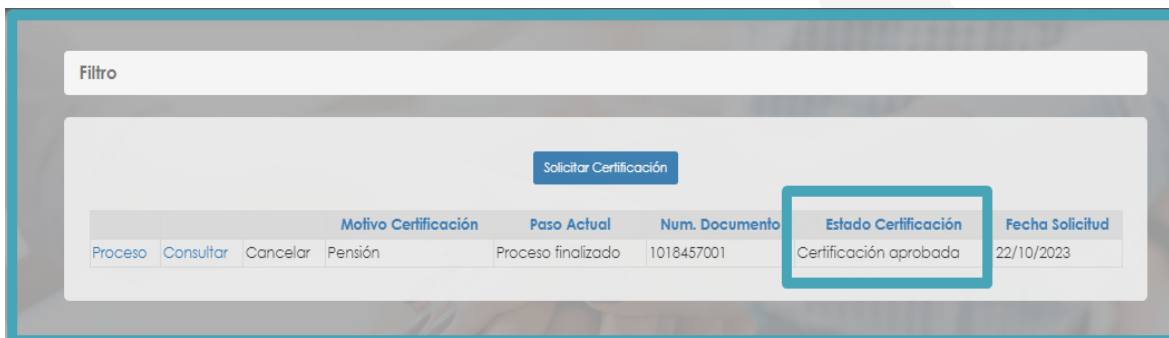 Filtro
Solicitar Certificación
Motivo Certificación Paso Actual Num. Documento Estado Certificación Fecha Solicitud
Proceso Consultar Cancelar Pensión Proceso finalizado 1018457001 Certificación aprobada 22/10/2023